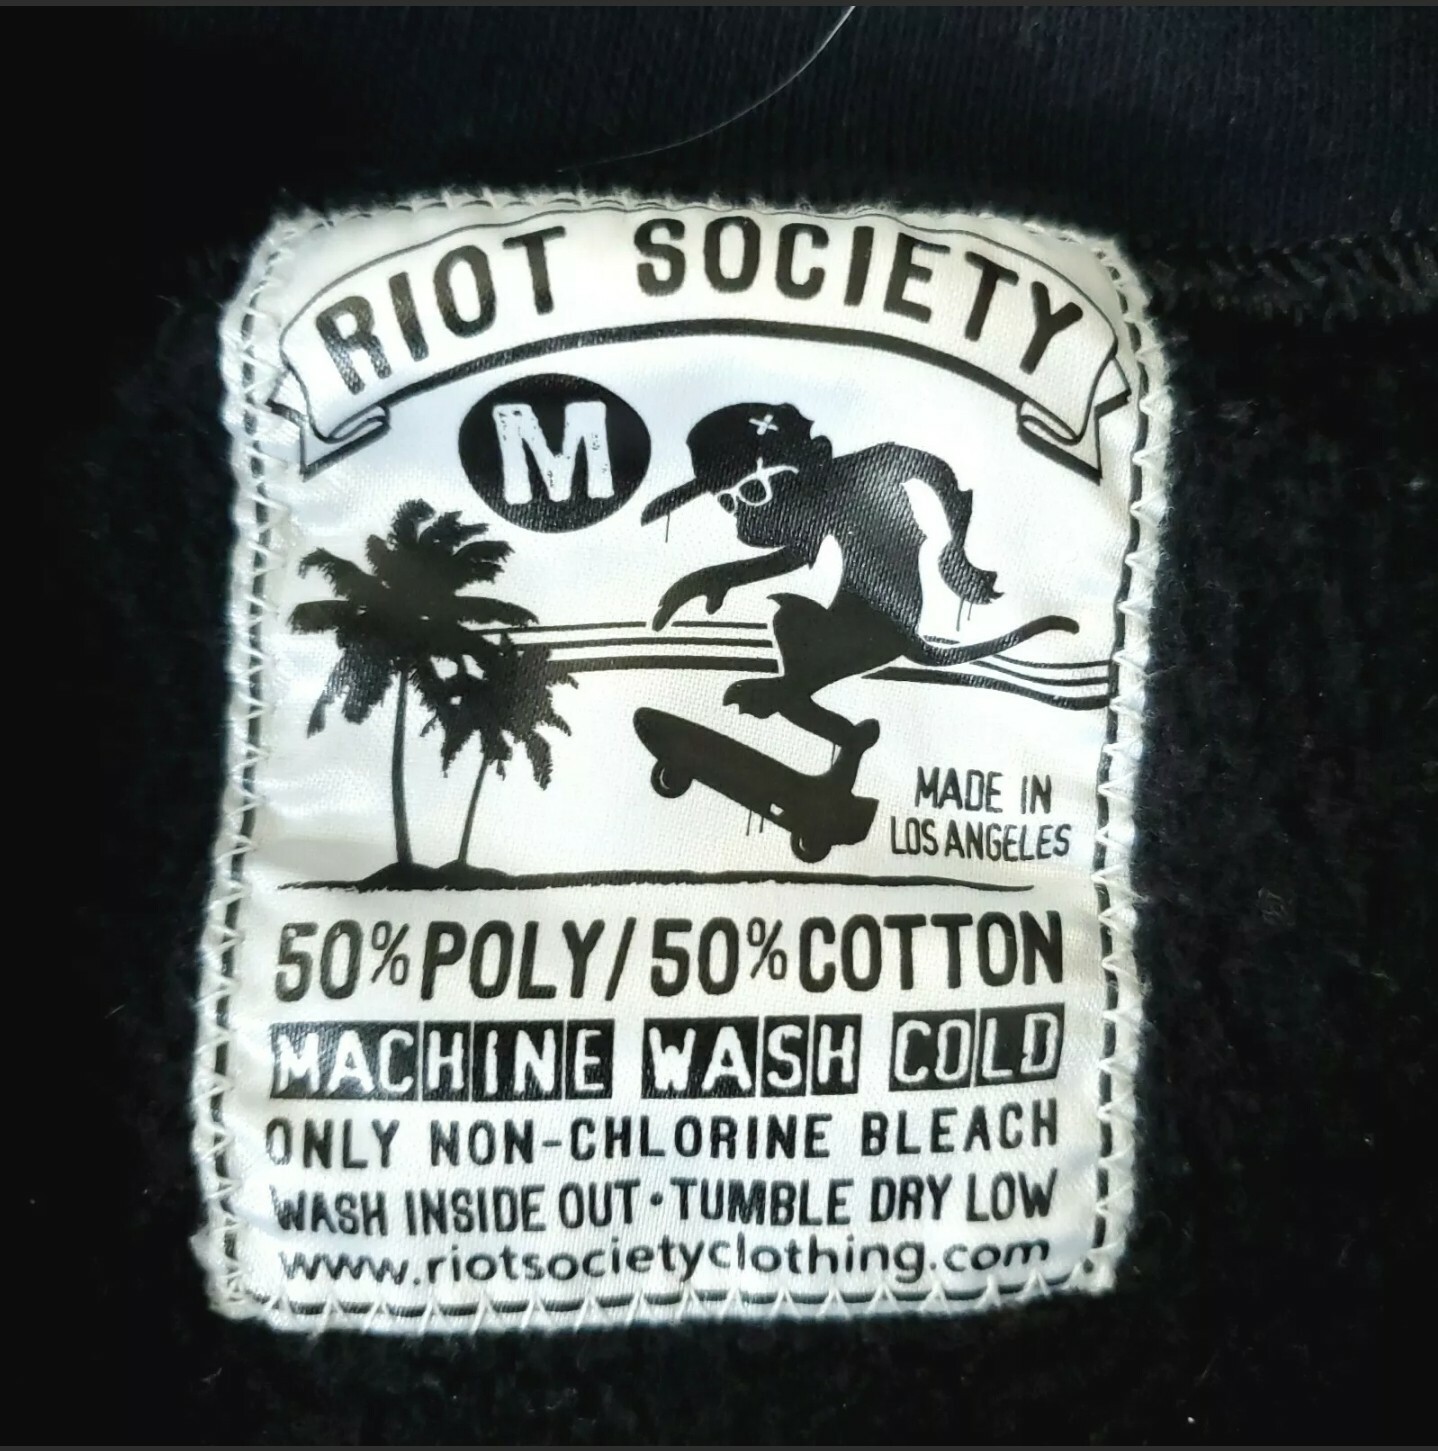 RIOT SOCIETY
M
MADE IN
LOS ANGELES
50% POLY/50% COTTON
MACHINE WASH COLD
ONLY NON-CHLORINE BLEACH
WASH INSIDE OUT • TUMBLE DRY LOW
www.riotsocietyclothing.com